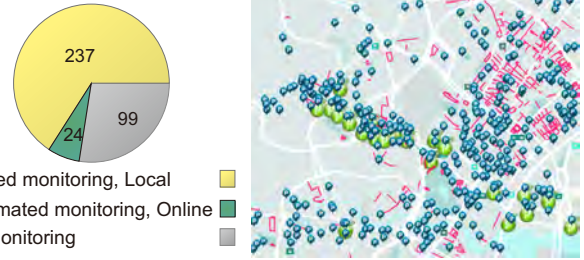 237
99
24
ed monitoring, Local
mated monitoring, Online
onitoring